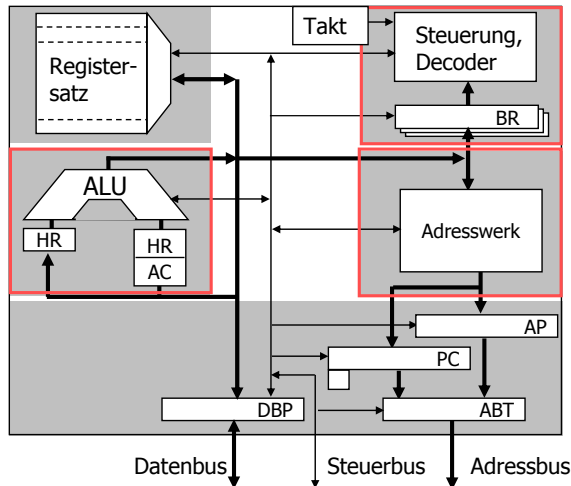 Takt
Steuerung,
Decoder
Register-
satz
BR
ALU
HR
HR
AC
Adresswerk
AP
PC
DBP
ABT
Datenbus
Steuerbus
Adressbus